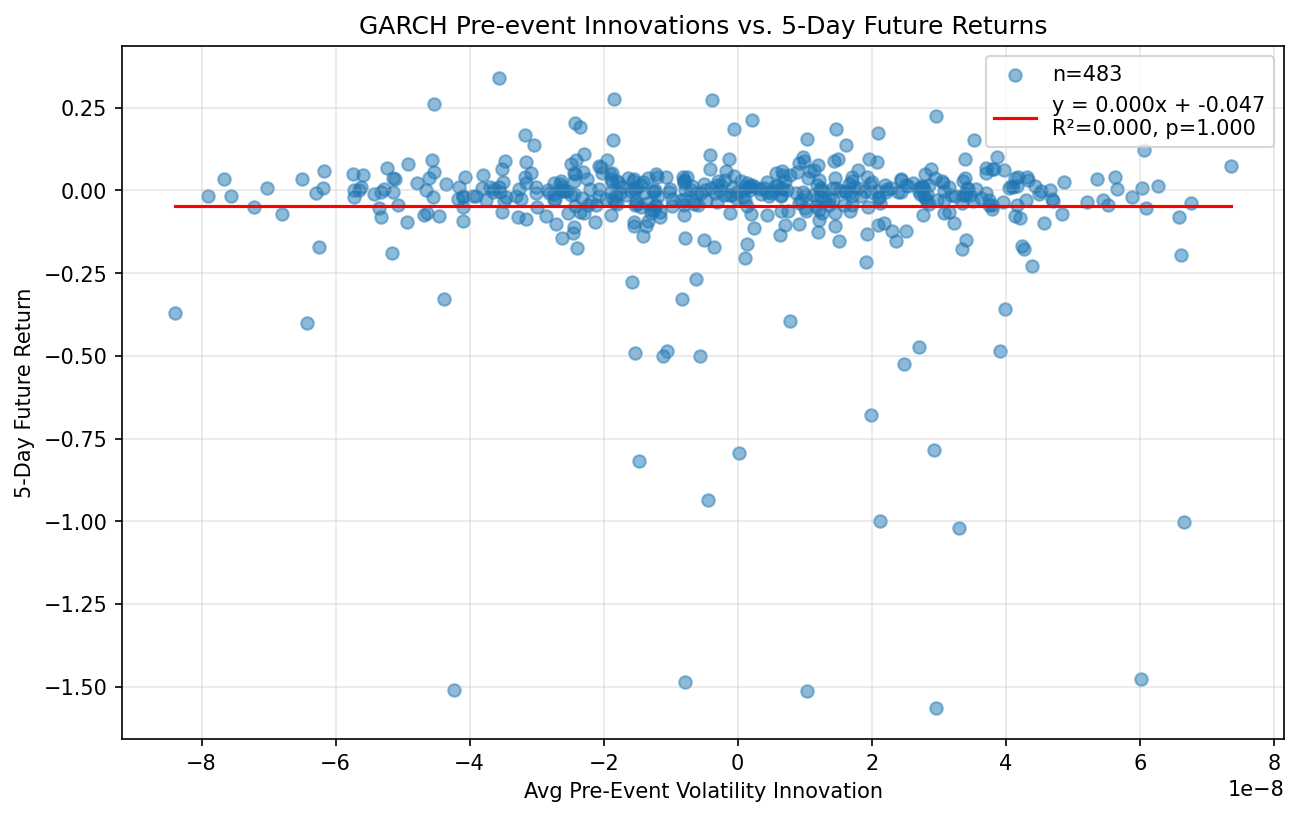 GARCH Pre-event Innovations vs. 5-Day Future Returns
n=483
y = 0.000x + -0.047
R²=0.000, p=1.000
5-Day Future Return
0.25
0.00
−0.25
−0.50
−0.75
−1.00
−1.25
−1.50
−8
−6
−4
−2
0
2
4
6
8
1e−8
Avg Pre-Event Volatility Innovation